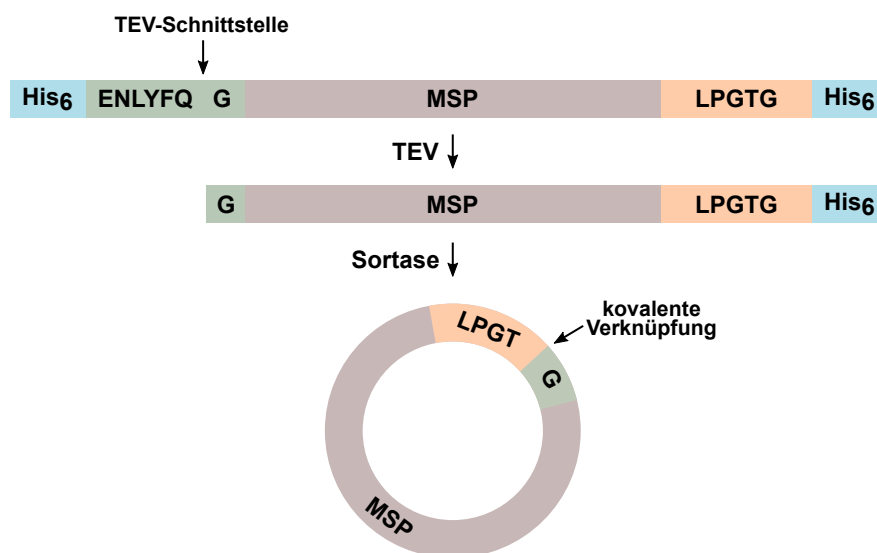 TEV-Schnittstelle
His6 ENLYFQ G MSP LPGTG His6
TEV
G MSP LPGTG His6
Sortase
kovalente
Verknüpfung
LPGT
G
MSP